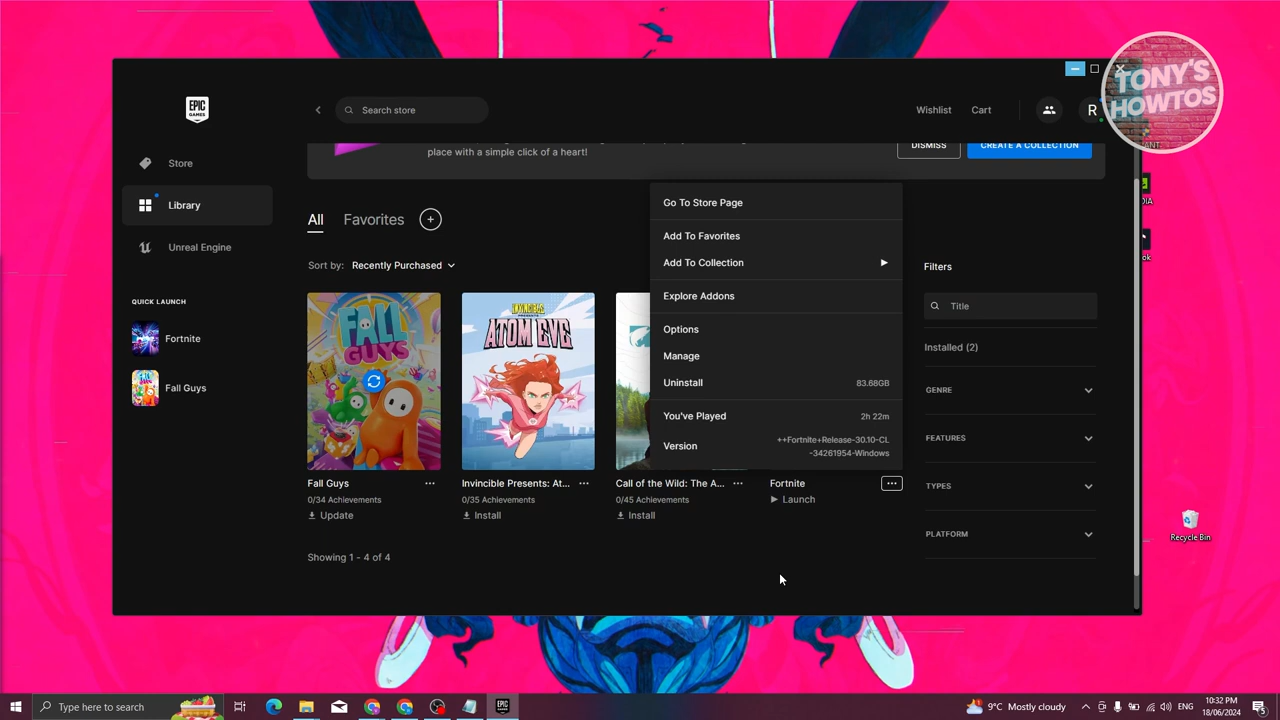 TONY'S
HOWTOS
EPIC
GAMES
Search store
Wishlist
Cart
R
Store
Library
Unreal Engine
QUICK LAUNCH
Fortnite
Fall Guys
place with a simple click of a heart!
DISMISS
CREATE A COLLECTION
All
Favorites
Sort by: Recently Purchased
Go To Store Page
Add To Favorites
Add To Collection
Explore Addons
Options
Manage
Uninstall 83.68GB
You've Played 2h 22m
Version ++Fortnite+Release-30.10-CL
-34261954-Windows
FALL
GUYS
INVINCIBLE
PRESENTS:
ATOM EVE
Fall Guys
0/34 Achievements
Update
Invincible Presents: At...
0/35 Achievements
Install
Call of the Wild: The A...
0/45 Achievements
Install
Fortnite
Launch
Showing 1 - 4 of 4
Filters
Title
Installed (2)
GENRE
FEATURES
TYPES
PLATFORM
Recycle Bin
Type here to search
9°C Mostly cloudy
ENG
10:32 PM
18/06/2024
5